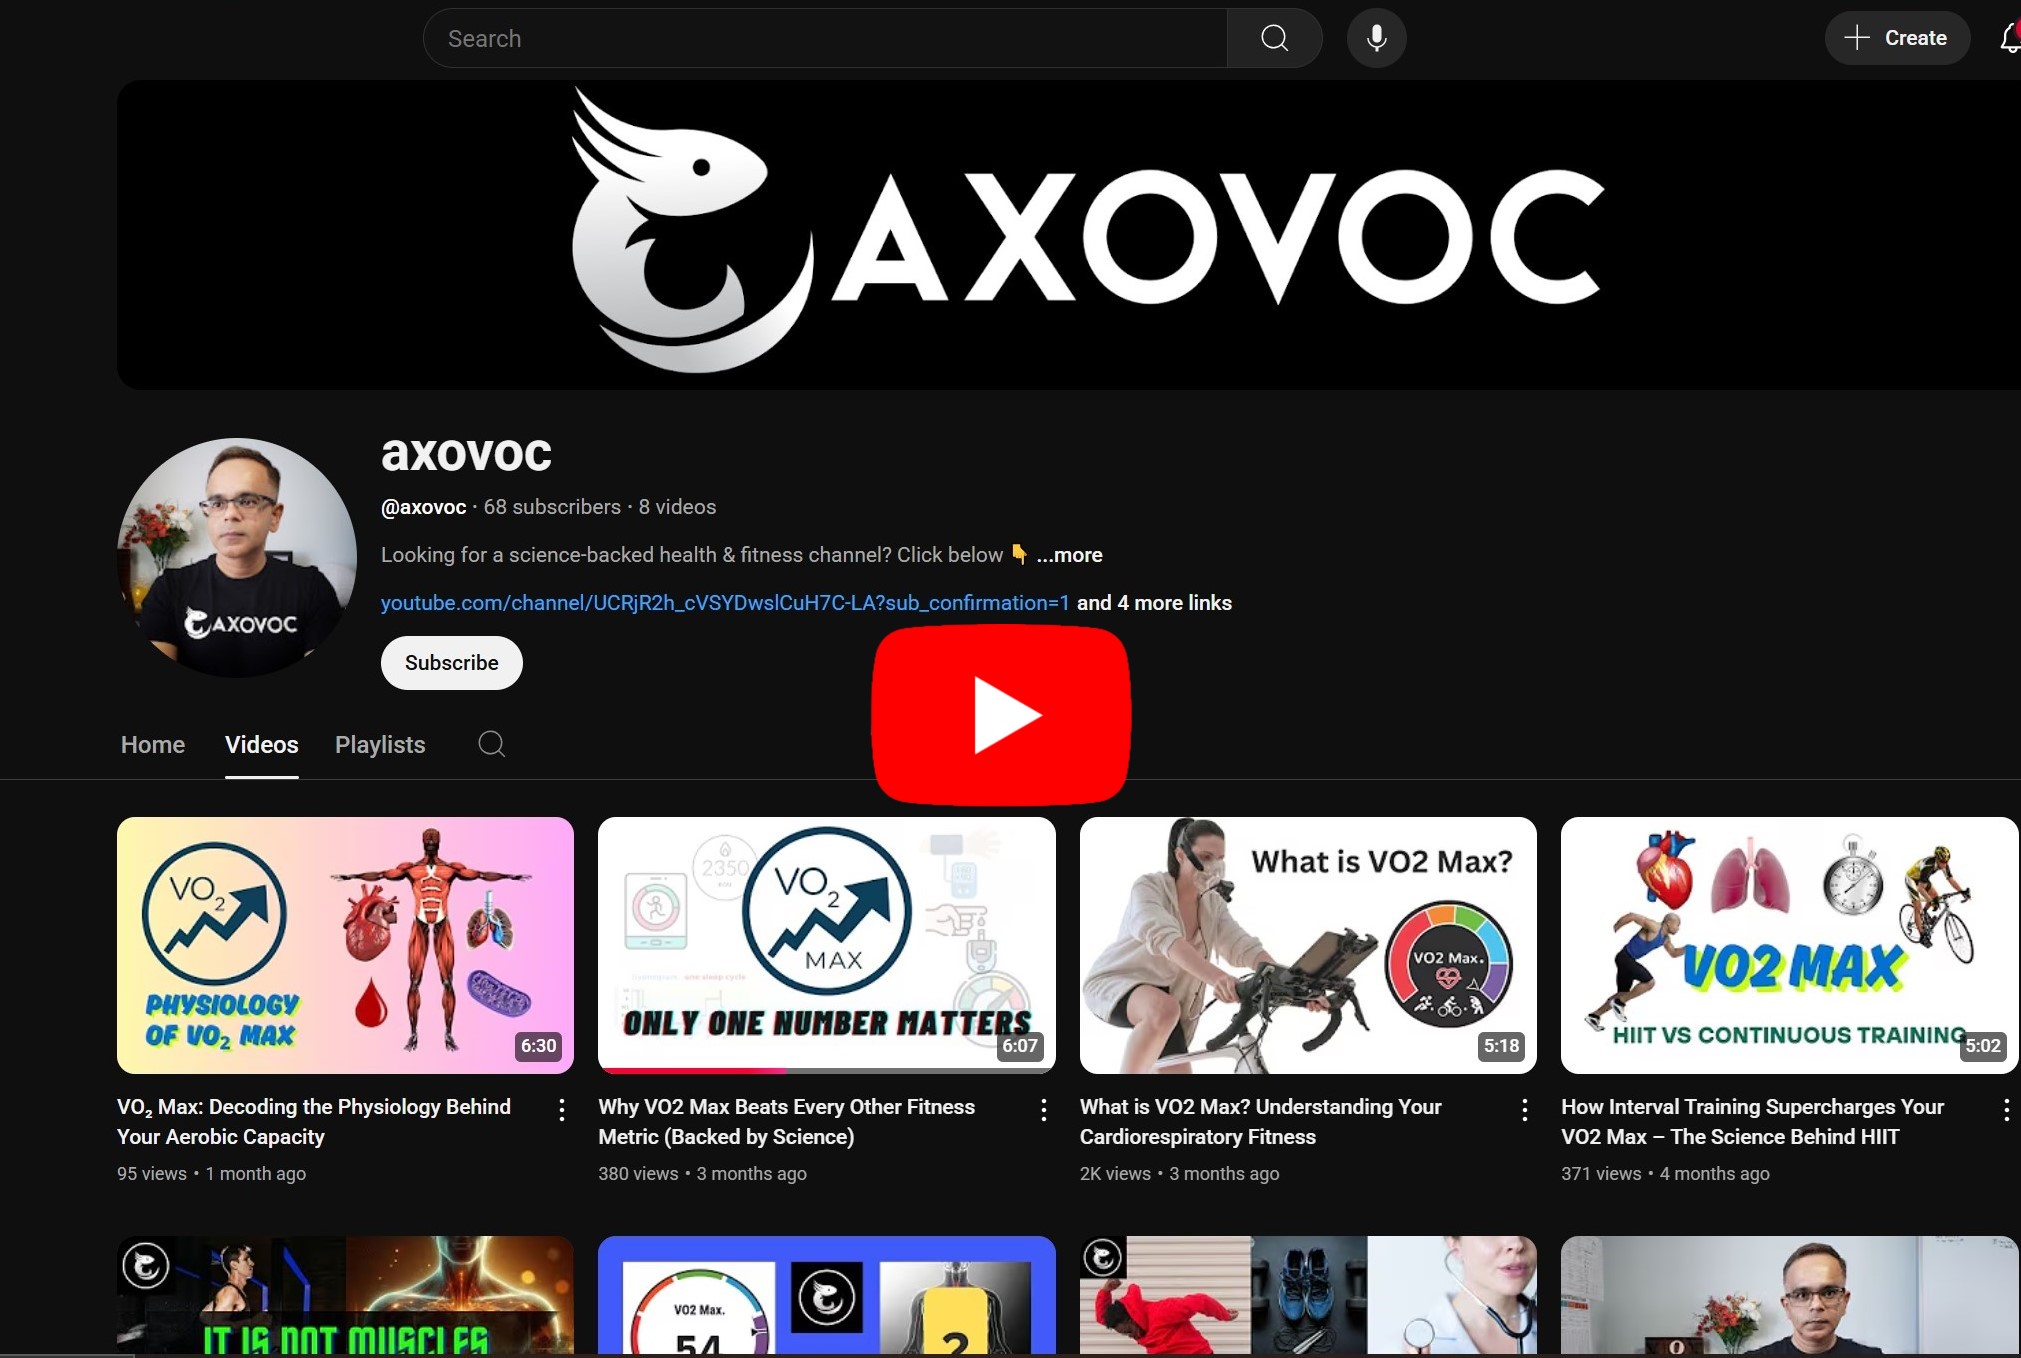 Search
Create
AXOVOC
AXOVOC
axovoc
@axovoc · 68 subscribers · 8 videos
Looking for a science-backed health & fitness channel? Click below 👇 ...more
youtube.com/channel/UCRjR2h_cVSYDwslCuH7C-LA?sub_confirmation=1 and 4 more links
Subscribe
Home
Videos
Playlists
VO₂
PHYSIOLOGY
OF VO₂ MAX
6:30
2350
VO₂
MAX
ONLY ONE NUMBER MATTERS
6:07
What is VO2 Max?
VO2 Max.
5:18
VO2 MAX
HIIT VS CONTINUOUS TRAINING
5:02
VO₂ Max: Decoding the Physiology Behind
Your Aerobic Capacity
95 views • 1 month ago
Why VO2 Max Beats Every Other Fitness
Metric (Backed by Science)
380 views • 3 months ago
What is VO2 Max? Understanding Your
Cardiorespiratory Fitness
2K views • 3 months ago
How Interval Training Supercharges Your
VO2 Max – The Science Behind HIIT
371 views • 4 months ago
IT IS NOT MUSCLES
VO2 Max.
54
?